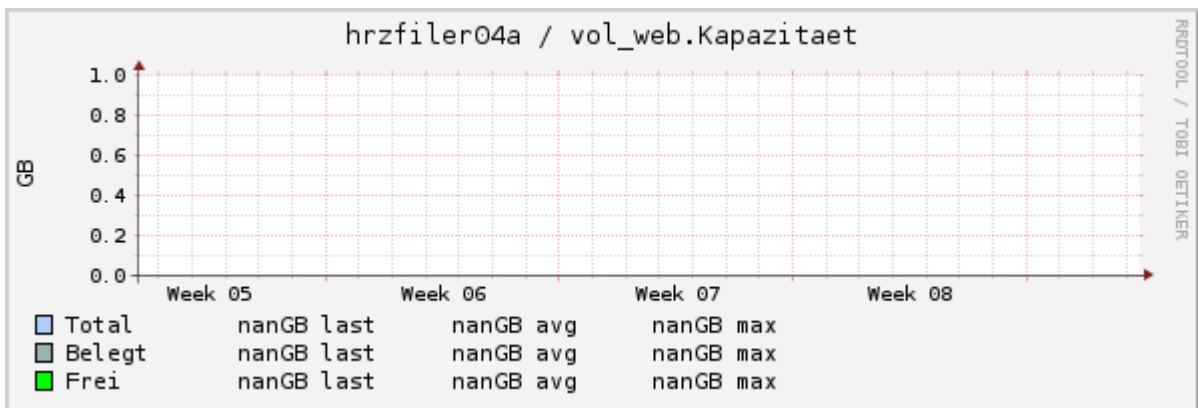 hrzfiler04a / vol_web.Kapazitaet
RRDTOOL / TOBI OETIKER
GB
1.0
0.8
0.6
0.4
0.2
0.0
Week 05 Week 06 Week 07 Week 08
Total nanGB last nanGB avg nanGB max
Belegt nanGB last nanGB avg nanGB max
Frei nanGB last nanGB avg nanGB max